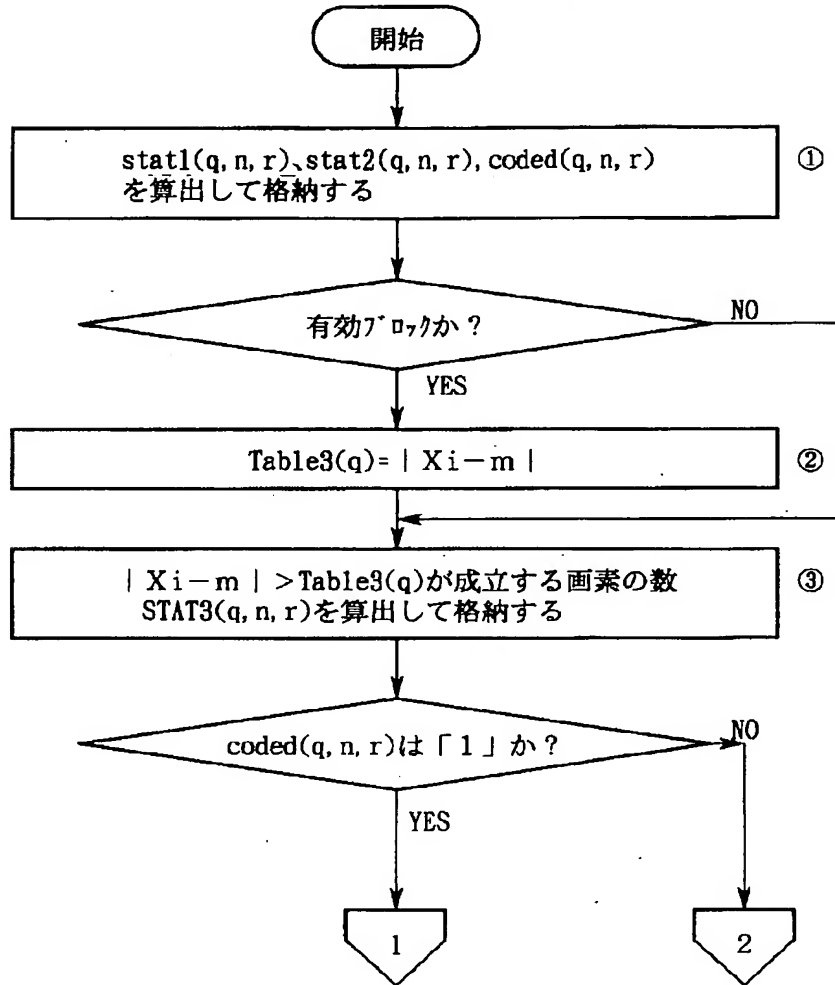 開始
stat1(q,n,r)、stat2(q,n,r),coded(q,n,r)
を算出して格納する
①
有効ブロックか？
NO
YES
Table3(q)=｜Xi－m｜
②
｜Xi－m｜>Table3(q)が成立する画素の数
STAT3(q,n,r)を算出して格納する
③
coded(q,n,r)は「1」か？
NO
YES
1
2